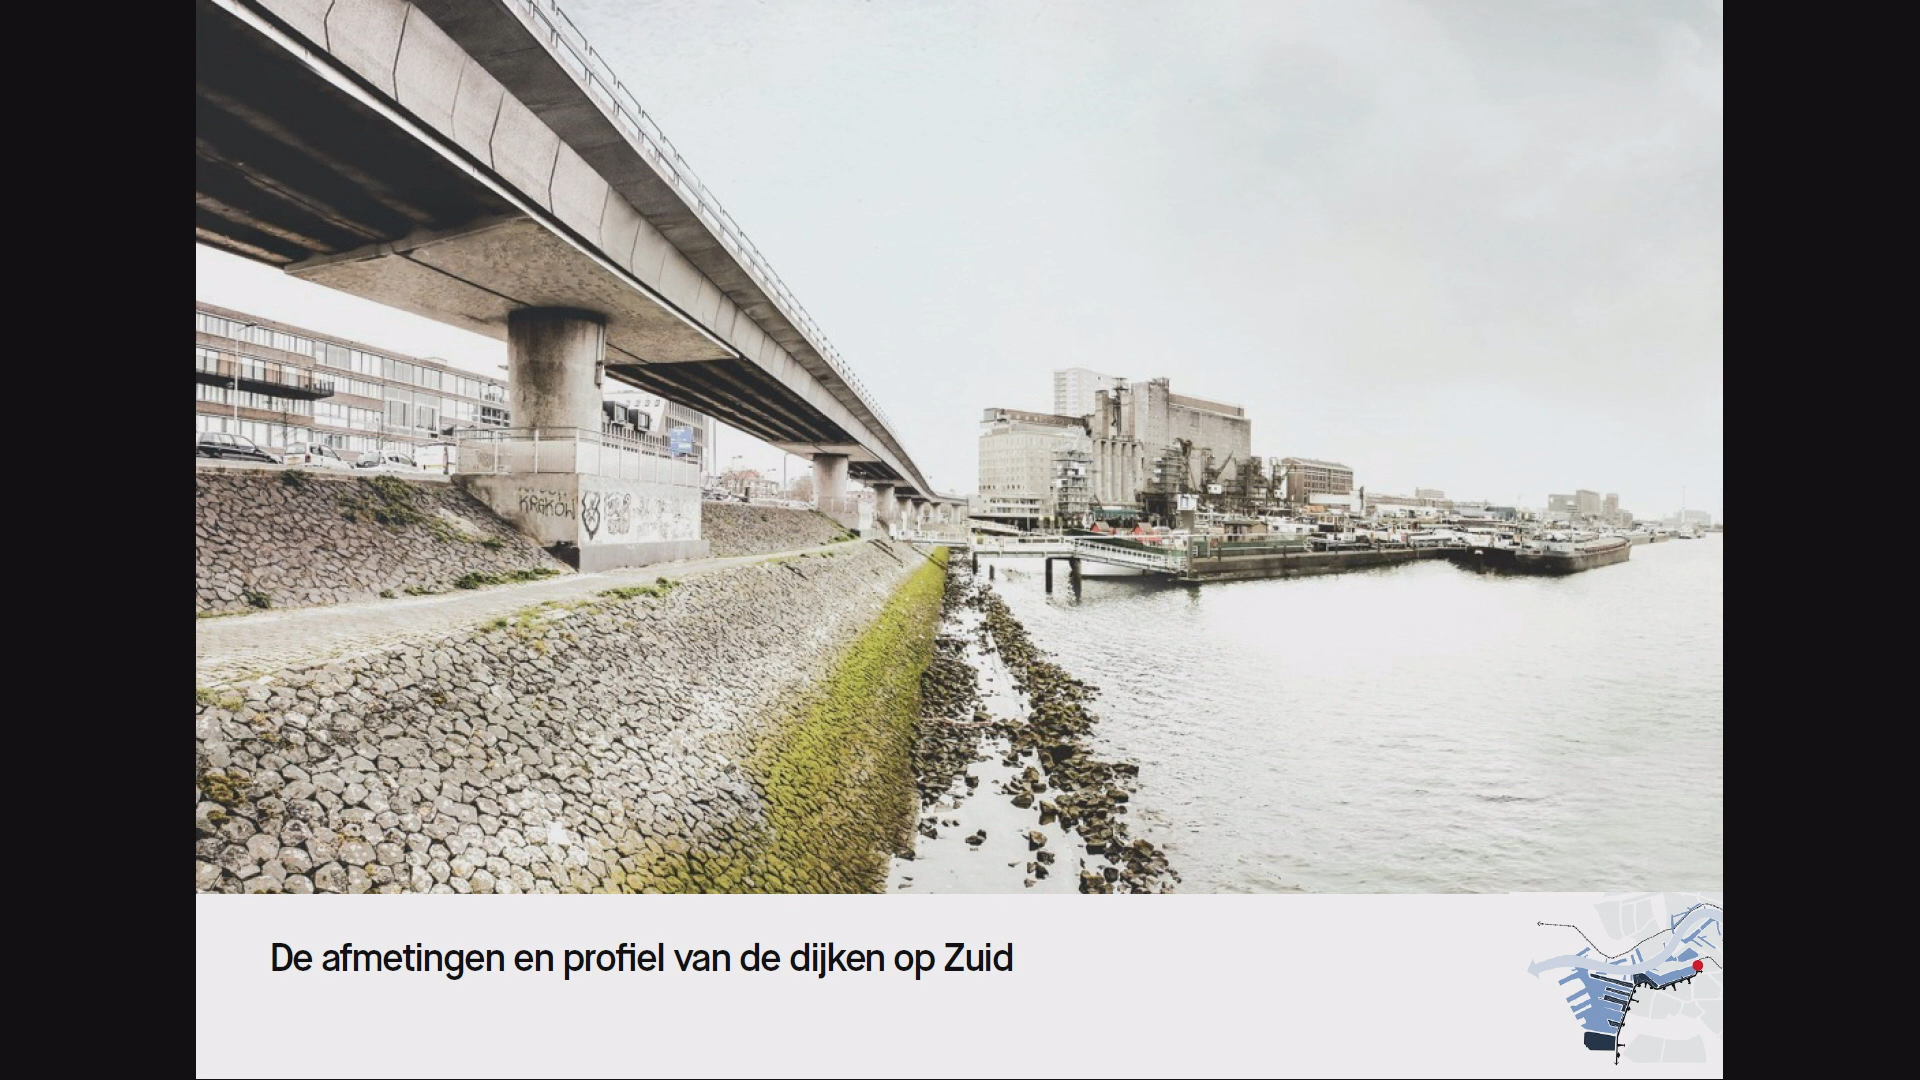 KRAKOW
De afmetingen en profiel van de dijken op Zuid